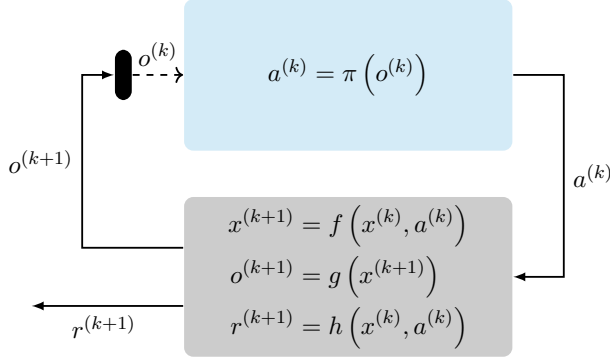 o^{(k)}
a^{(k)} = π(o^{(k)})
o^{(k+1)}
a^{(k)}
x^{(k+1)} = f(x^{(k)}, a^{(k)})
o^{(k+1)} = g(x^{(k+1)})
r^{(k+1)} = h(x^{(k)}, a^{(k)})
r^{(k+1)}